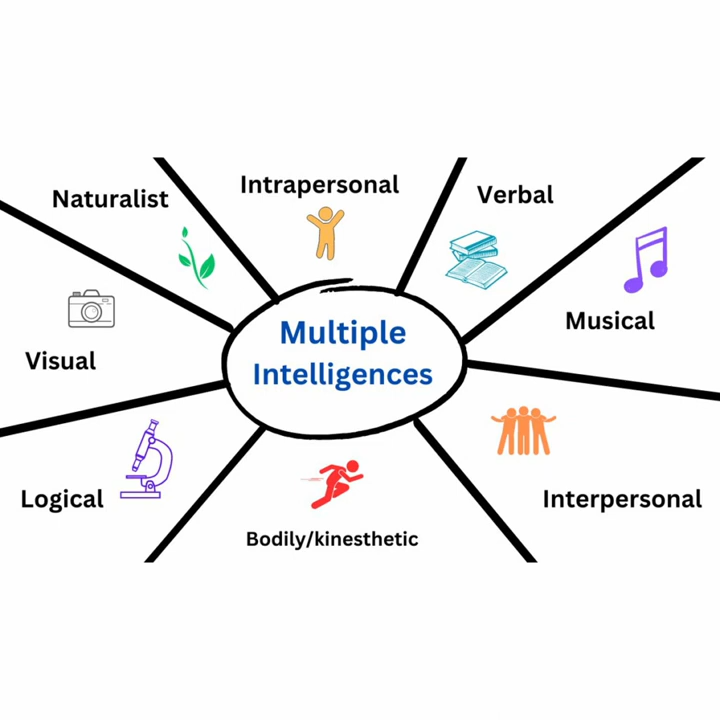 Intrapersonal
Verbal
Naturalist
Musical
Multiple
Intelligences
Visual
Logical
Interpersonal
Bodily/kinesthetic